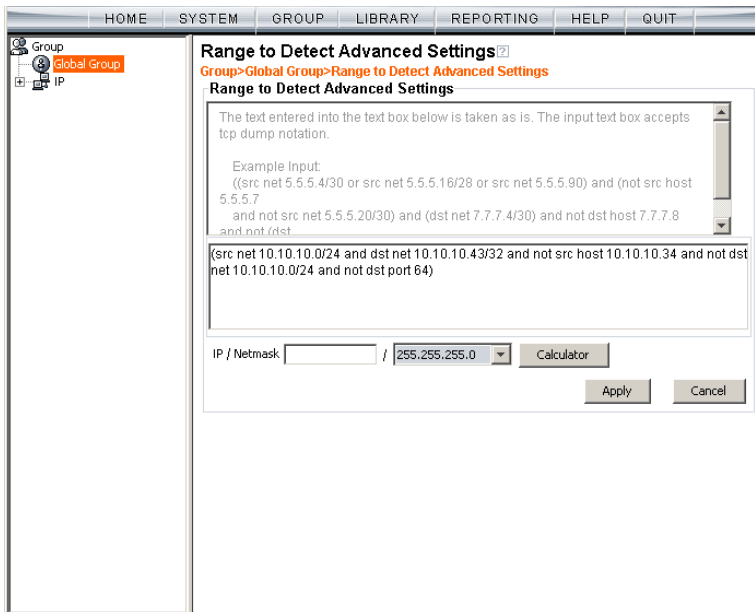 HOME SYSTEM GROUP LIBRARY REPORTING HELP QUIT
Group
Global Group
IP
Range to Detect Advanced Settings?
Group>Global Group>Range to Detect Advanced Settings
Range to Detect Advanced Settings
The text entered into the text box below is taken as is. The input text box accepts
tcp dump notation.
Example Input:
((src net 5.5.5.4/30 or src net 5.5.5.16/28 or src net 5.5.5.90) and (not src host
5.5.5.7
and not src net 5.5.5.20/30) and (dst net 7.7.7.4/30) and not dst host 7.7.7.8
and not (dst
(src net 10.10.10.0/24 and dst net 10.10.10.43/32 and not src host 10.10.10.34 and not dst
net 10.10.10.0/24 and not dst port 64)
IP / Netmask / 255.255.255.0 Calculator
Apply Cancel